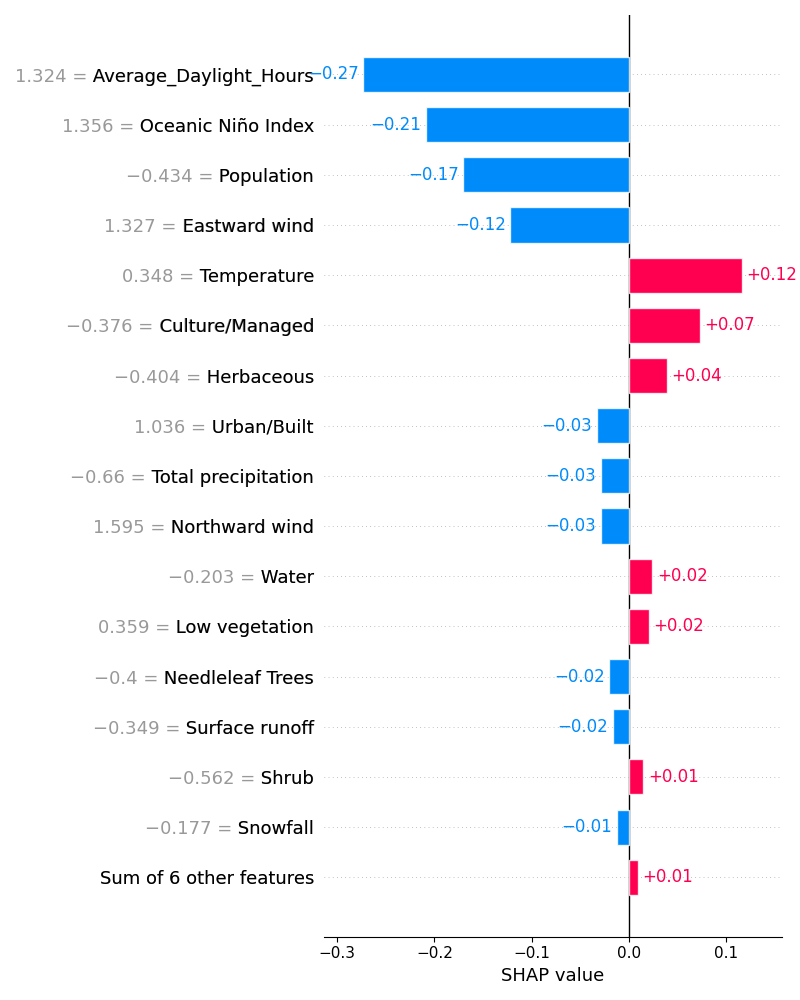 1.324 = Average_Daylight_Hours −0.27
1.356 = Oceanic Niño Index −0.21
−0.434 = Population −0.17
1.327 = Eastward wind −0.12
0.348 = Temperature +0.12
−0.376 = Culture/Managed +0.07
−0.404 = Herbaceous +0.04
1.036 = Urban/Built −0.03
−0.66 = Total precipitation −0.03
1.595 = Northward wind −0.03
−0.203 = Water +0.02
0.359 = Low vegetation +0.02
−0.4 = Needleleaf Trees −0.02
−0.349 = Surface runoff −0.02
−0.562 = Shrub +0.01
−0.177 = Snowfall −0.01
Sum of 6 other features +0.01
−0.3 −0.2 −0.1 0.0 0.1
SHAP value